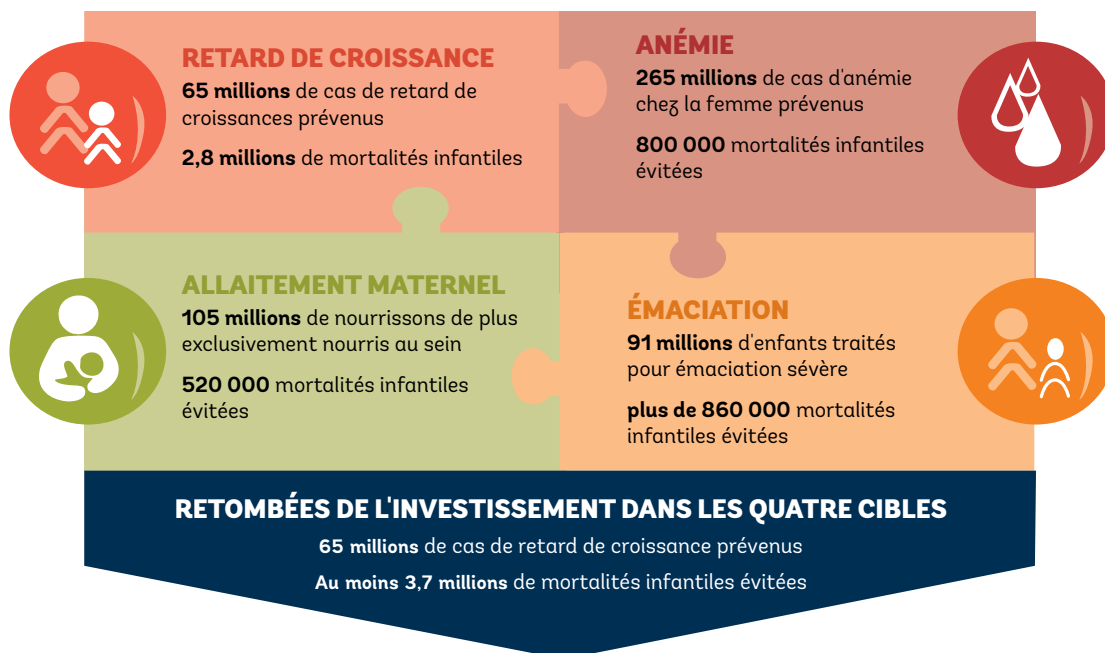 RETARD DE CROISSANCE
65 millions de cas de retard de
croissances prévenus
2,8 millions de mortalités infantiles
ANÉMIE
265 millions de cas d'anémie
chez la femme prévenus
800 000 mortalités infantiles
évitées
ALLAITEMENT MATERNEL
105 millions de nourrissons de plus
exclusivement nourris au sein
520 000 mortalités infantiles
évitées
ÉMACIATION
91 millions d'enfants traités
pour émaciation sévère
plus de 860 000 mortalités
infantiles évitées
RETOMBÉES DE L'INVESTISSEMENT DANS LES QUATRE CIBLES
65 millions de cas de retard de croissance prévenus
Au moins 3,7 millions de mortalités infantiles évitées